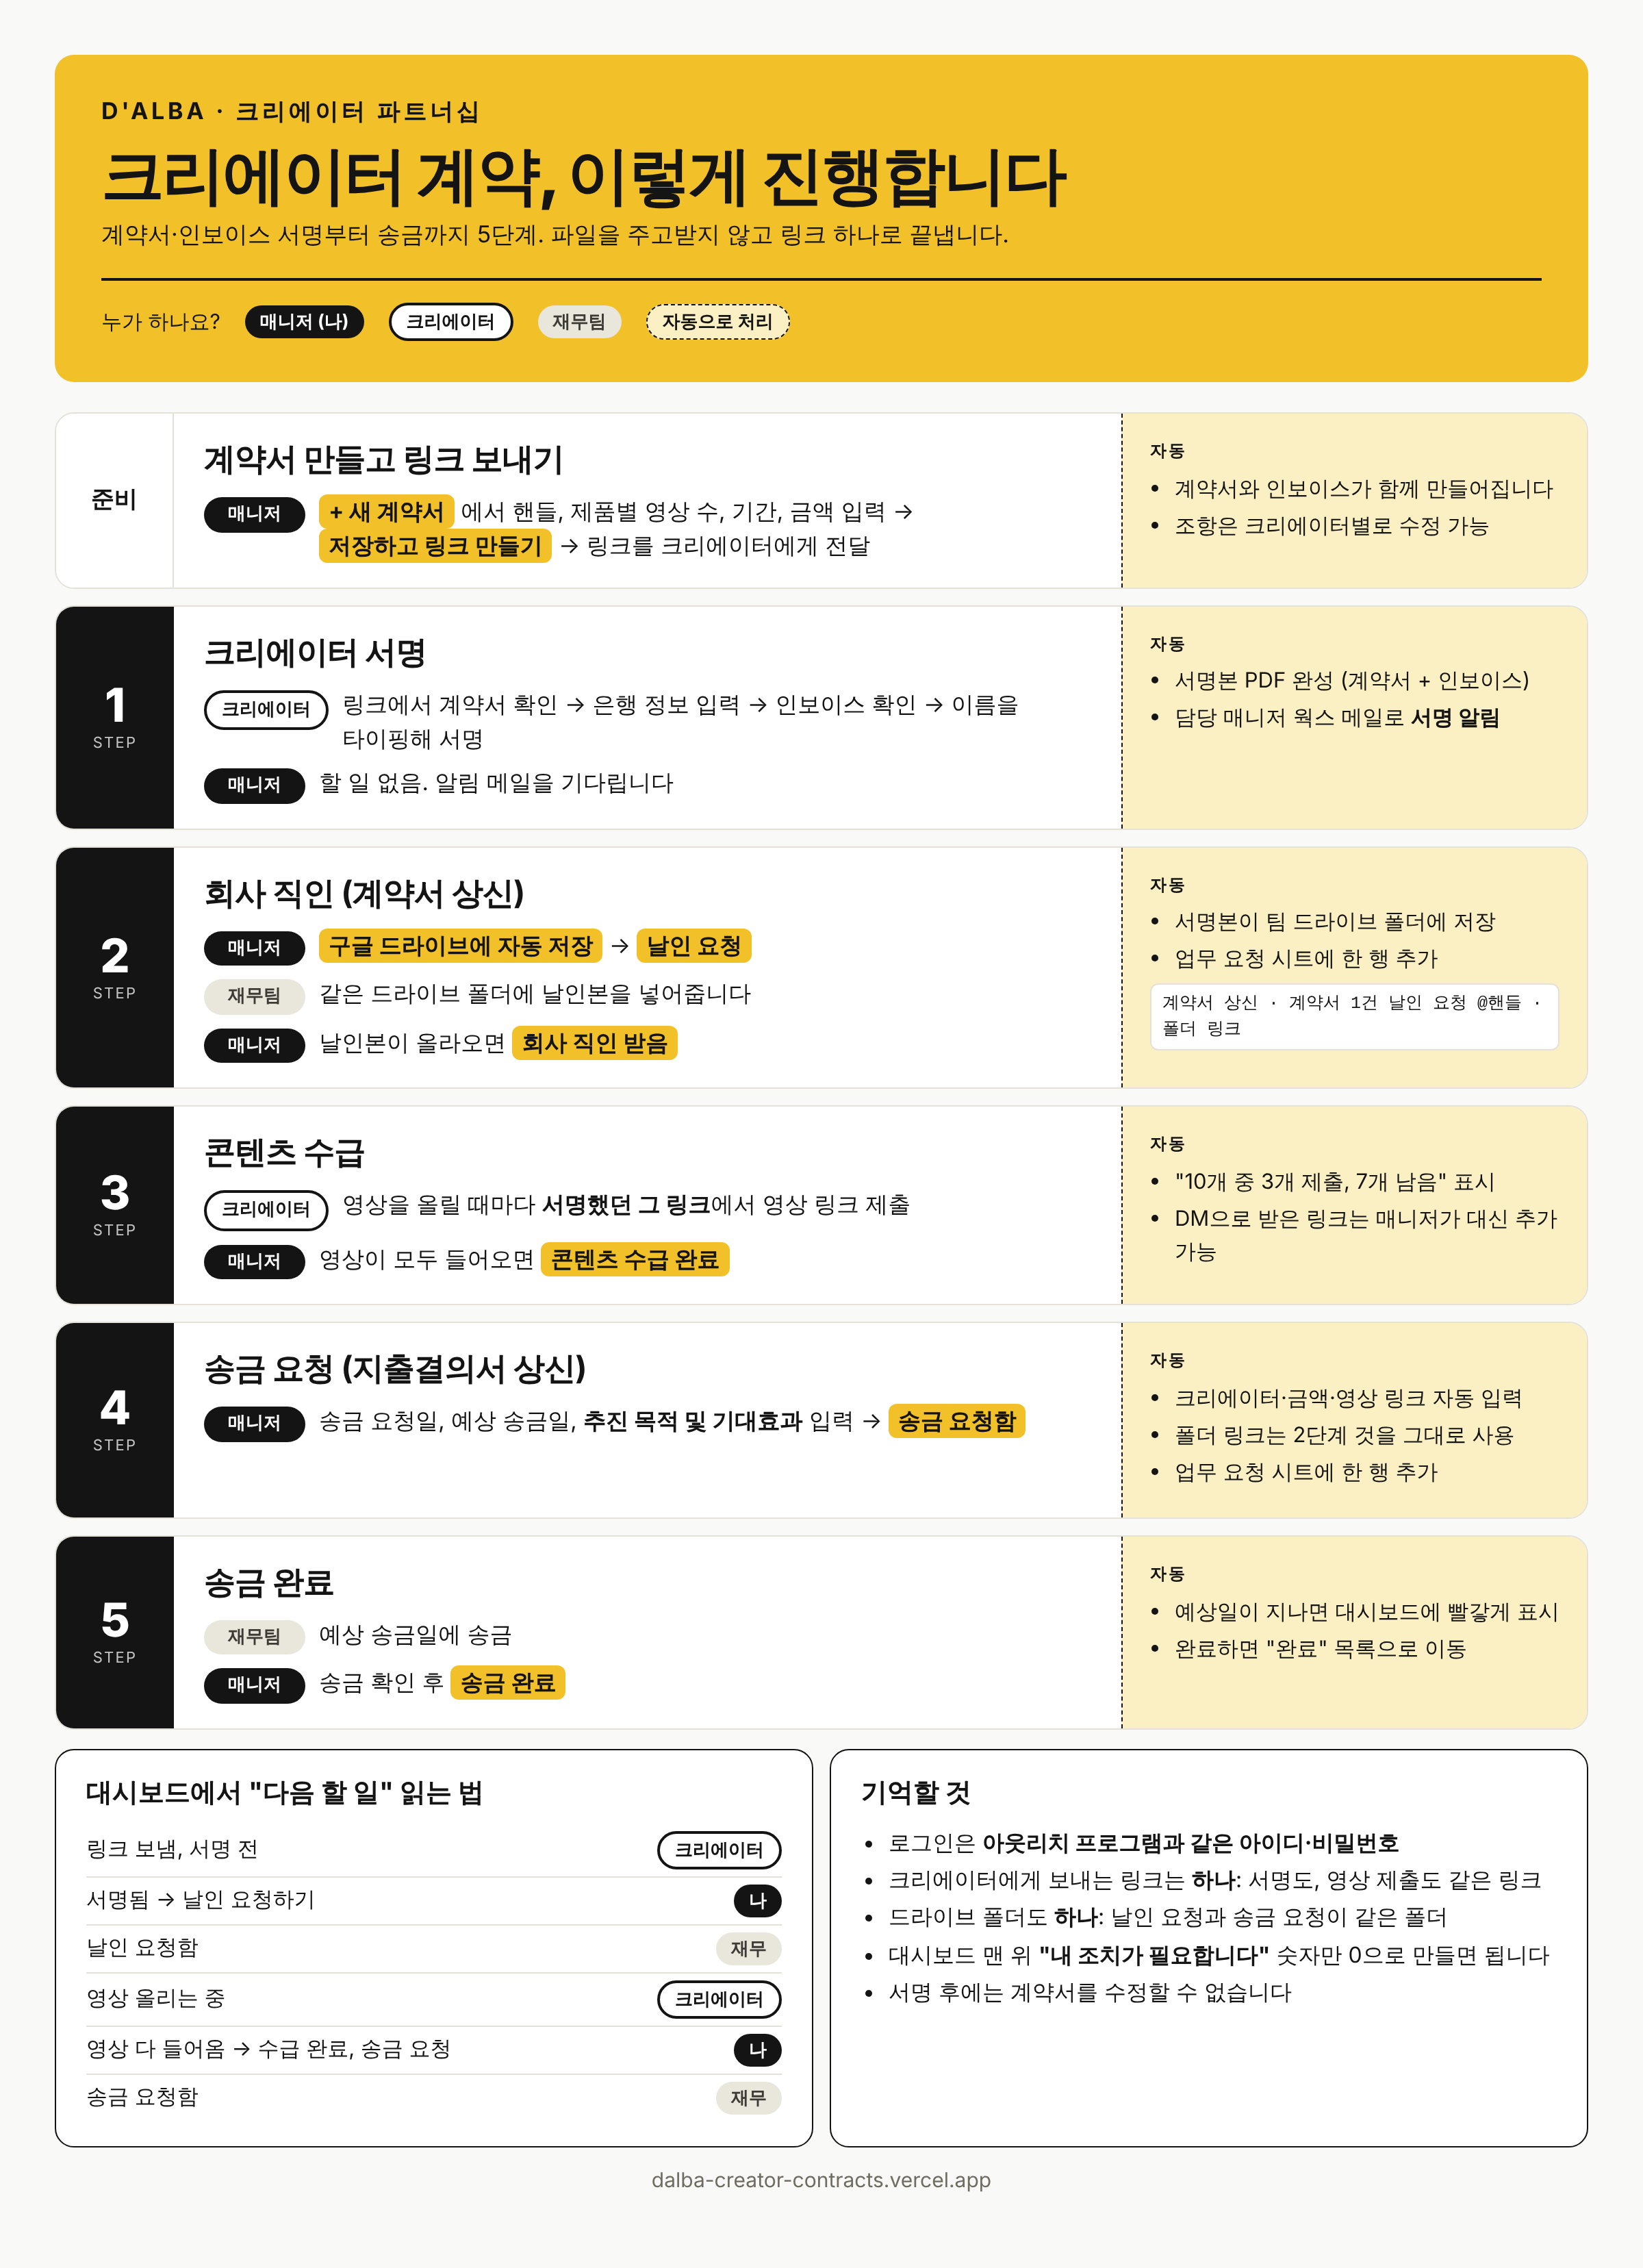 D'ALBA · 크리에이터 파트너십
크리에이터 계약, 이렇게 진행합니다
계약서·인보이스 서명부터 송금까지 5단계. 파일을 주고받지 않고 링크 하나로 끝냅니다.
누가 하나요? 매니저 (나) 크리에이터 재무팀 자동으로 처리
준비
계약서 만들고 링크 보내기
매니저 + 새 계약서 에서 핸들, 제품별 영상 수, 기간, 금액 입력 →
저장하고 링크 만들기 → 링크를 크리에이터에게 전달
자동
• 계약서와 인보이스가 함께 만들어집니다
• 조항은 크리에이터별로 수정 가능
1
STEP
크리에이터 서명
크리에이터 링크에서 계약서 확인 → 은행 정보 입력 → 인보이스 확인 → 이름을
타이핑해 서명
매니저 할 일 없음. 알림 메일을 기다립니다
자동
• 서명본 PDF 완성 (계약서 + 인보이스)
• 담당 매니저 웍스 메일로 서명 알림
2
STEP
회사 직인 (계약서 상신)
매니저 구글 드라이브에 자동 저장 → 날인 요청
재무팀 같은 드라이브 폴더에 날인본을 넣어줍니다
매니저 날인본이 올라오면 회사 직인 받음
자동
• 서명본이 팀 드라이브 폴더에 저장
• 업무 요청 시트에 한 행 추가
계약서 상신 · 계약서 1건 날인 요청 @핸들 ·
폴더 링크
3
STEP
콘텐츠 수급
크리에이터 영상을 올릴 때마다 서명했던 그 링크에서 영상 링크 제출
매니저 영상이 모두 들어오면 콘텐츠 수급 완료
자동
• "10개 중 3개 제출, 7개 남음" 표시
• DM으로 받은 링크는 매니저가 대신 추가
가능
4
STEP
송금 요청 (지출결의서 상신)
매니저 송금 요청일, 예상 송금일, 추진 목적 및 기대효과 입력 → 송금 요청함
자동
• 크리에이터·금액·영상 링크 자동 입력
• 폴더 링크는 2단계 것을 그대로 사용
• 업무 요청 시트에 한 행 추가
5
STEP
송금 완료
재무팀 예상 송금일에 송금
매니저 송금 확인 후 송금 완료
자동
• 예상일이 지나면 대시보드에 빨갛게 표시
• 완료하면 "완료" 목록으로 이동
대시보드에서 "다음 할 일" 읽는 법
링크 보냄, 서명 전 크리에이터
서명됨 → 날인 요청하기 나
날인 요청함 재무
영상 올리는 중 크리에이터
영상 다 들어옴 → 수급 완료, 송금 요청 나
송금 요청함 재무
기억할 것
• 로그인은 아웃리치 프로그램과 같은 아이디·비밀번호
• 크리에이터에게 보내는 링크는 하나: 서명도, 영상 제출도 같은 링크
• 드라이브 폴더도 하나: 날인 요청과 송금 요청이 같은 폴더
• 대시보드 맨 위 "내 조치가 필요합니다" 숫자만 0으로 만들면 됩니다
• 서명 후에는 계약서를 수정할 수 없습니다
dalba-creator-contracts.vercel.app